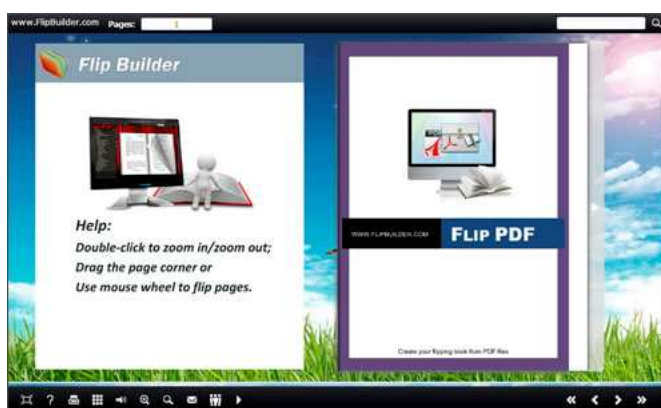 www.FlipBuilder.com Pages: 1
Flip Builder
Help:
Double-click to zoom in/zoom out;
Drag the page corner or
Use mouse wheel to flip pages.
WWW.FLIPBUILDER.COM FLIP PDF
Create your flipping book from PDF files